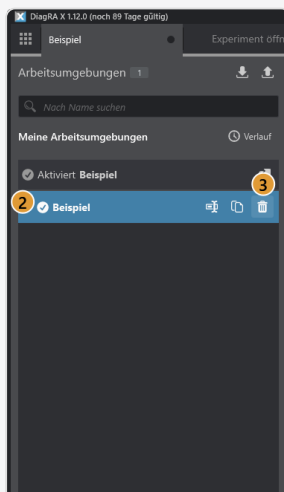 DiagRA X 1.12.0 (noch 89 Tage gültig)
Beispiel
Experiment öffn
Arbeitsumgebungen 1
Nach Name suchen
Meine Arbeitsumgebungen Verlauf
Aktiviert Beispiel
3
2 Beispiel